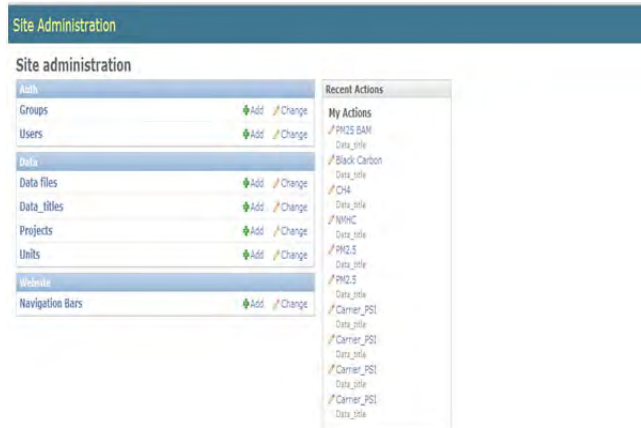 Site Administration
Site administration
Auth
Groups Add Change
Users Add Change
Data
Data files Add Change
Data_titles Add Change
Projects Add Change
Units Add Change
Website
Navigation Bars Add Change
Recent Actions
My Actions
PM25 BAM
Data_title
Black Carbon
Data_title
CH4
Data_title
NMHC
Data_title
PM2.5
Data_title
PM2.5
Data_title
Carrier_PSI
Data_title
Carrier_PSI
Data_title
Carrier_PSI
Data_title
Carrier_PSI
Data_title